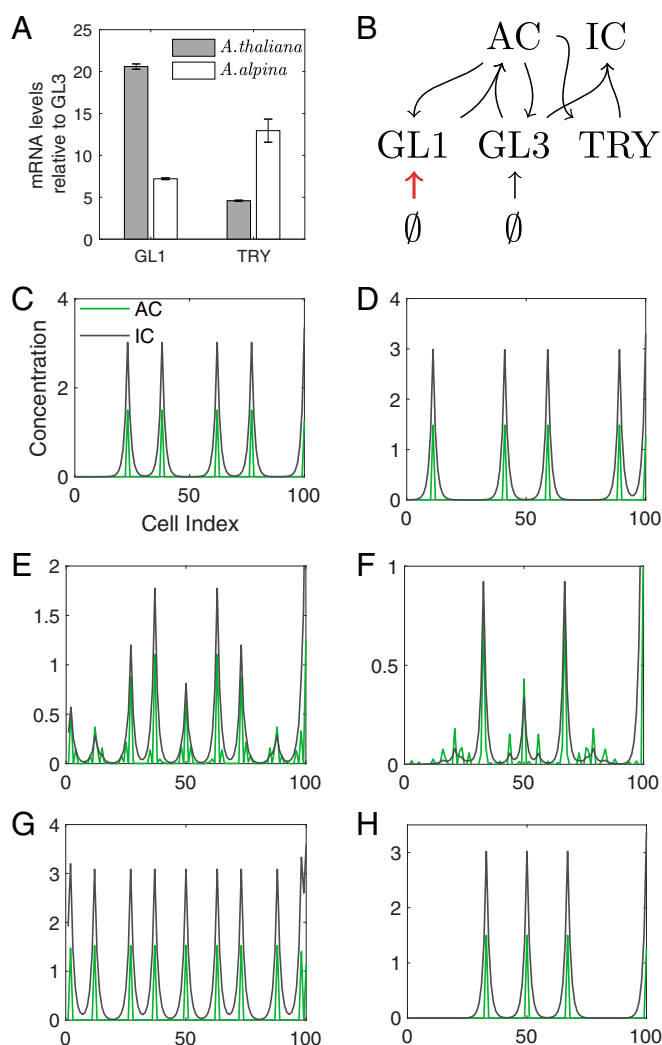 A
mRNA levels
relative to GL3
25
20
15
10
5
0
A.thaliana
A.alpina
GL1 TRY
B
AC IC
GL1 GL3 TRY
∅ ∅
C
Concentration
4
2
0
AC
IC
0 50 100
Cell Index
D
4
3
2
1
0
0 50 100
E
2
1.5
1
0.5
0
0 50 100
F
1
0.5
0
0 50 100
G
4
3
2
1
0
0 50 100
H
3
2
1
0
0 50 100